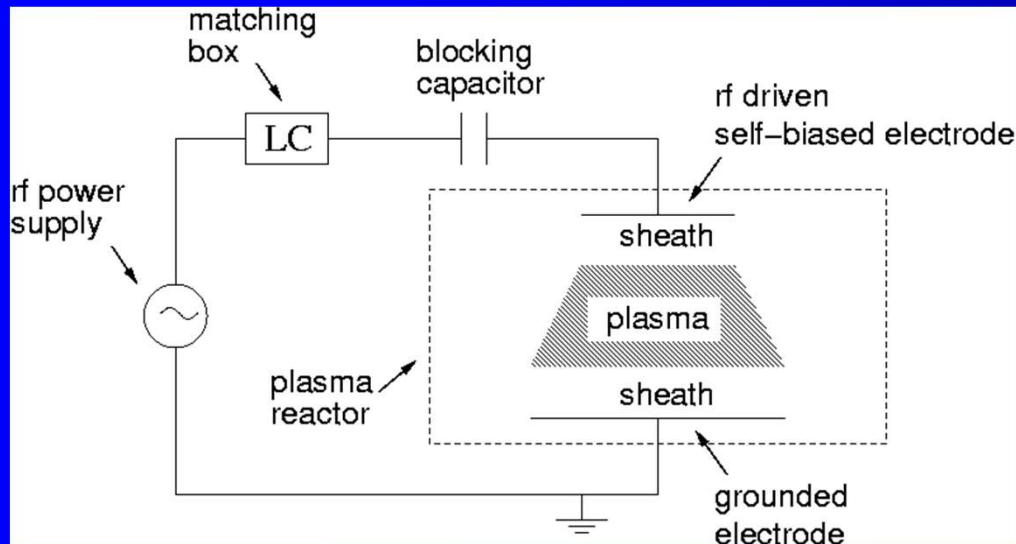 matching
box
blocking
capacitor
rf driven
self−biased electrode
LC
rf power
supply
sheath
plasma
plasma
reactor
sheath
grounded
electrode